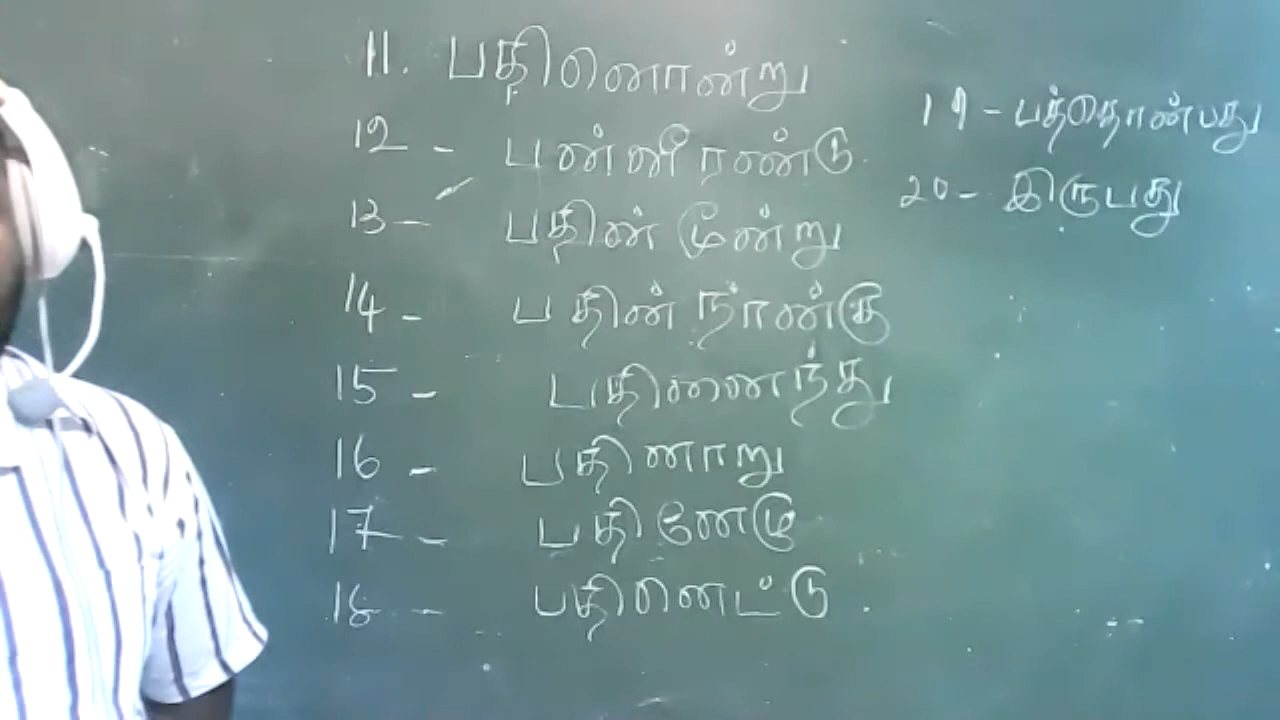 11. பதினொன்று
12 - பன்னீரண்டு
13 - பதின் மூன்று
14 - பதின் நான்கு
15 - பதினைந்து
16 - பதினாறு
17 - பதினேழு
18 - பதினெட்டு
19 - பத்தொண்பது
20 - இருபது